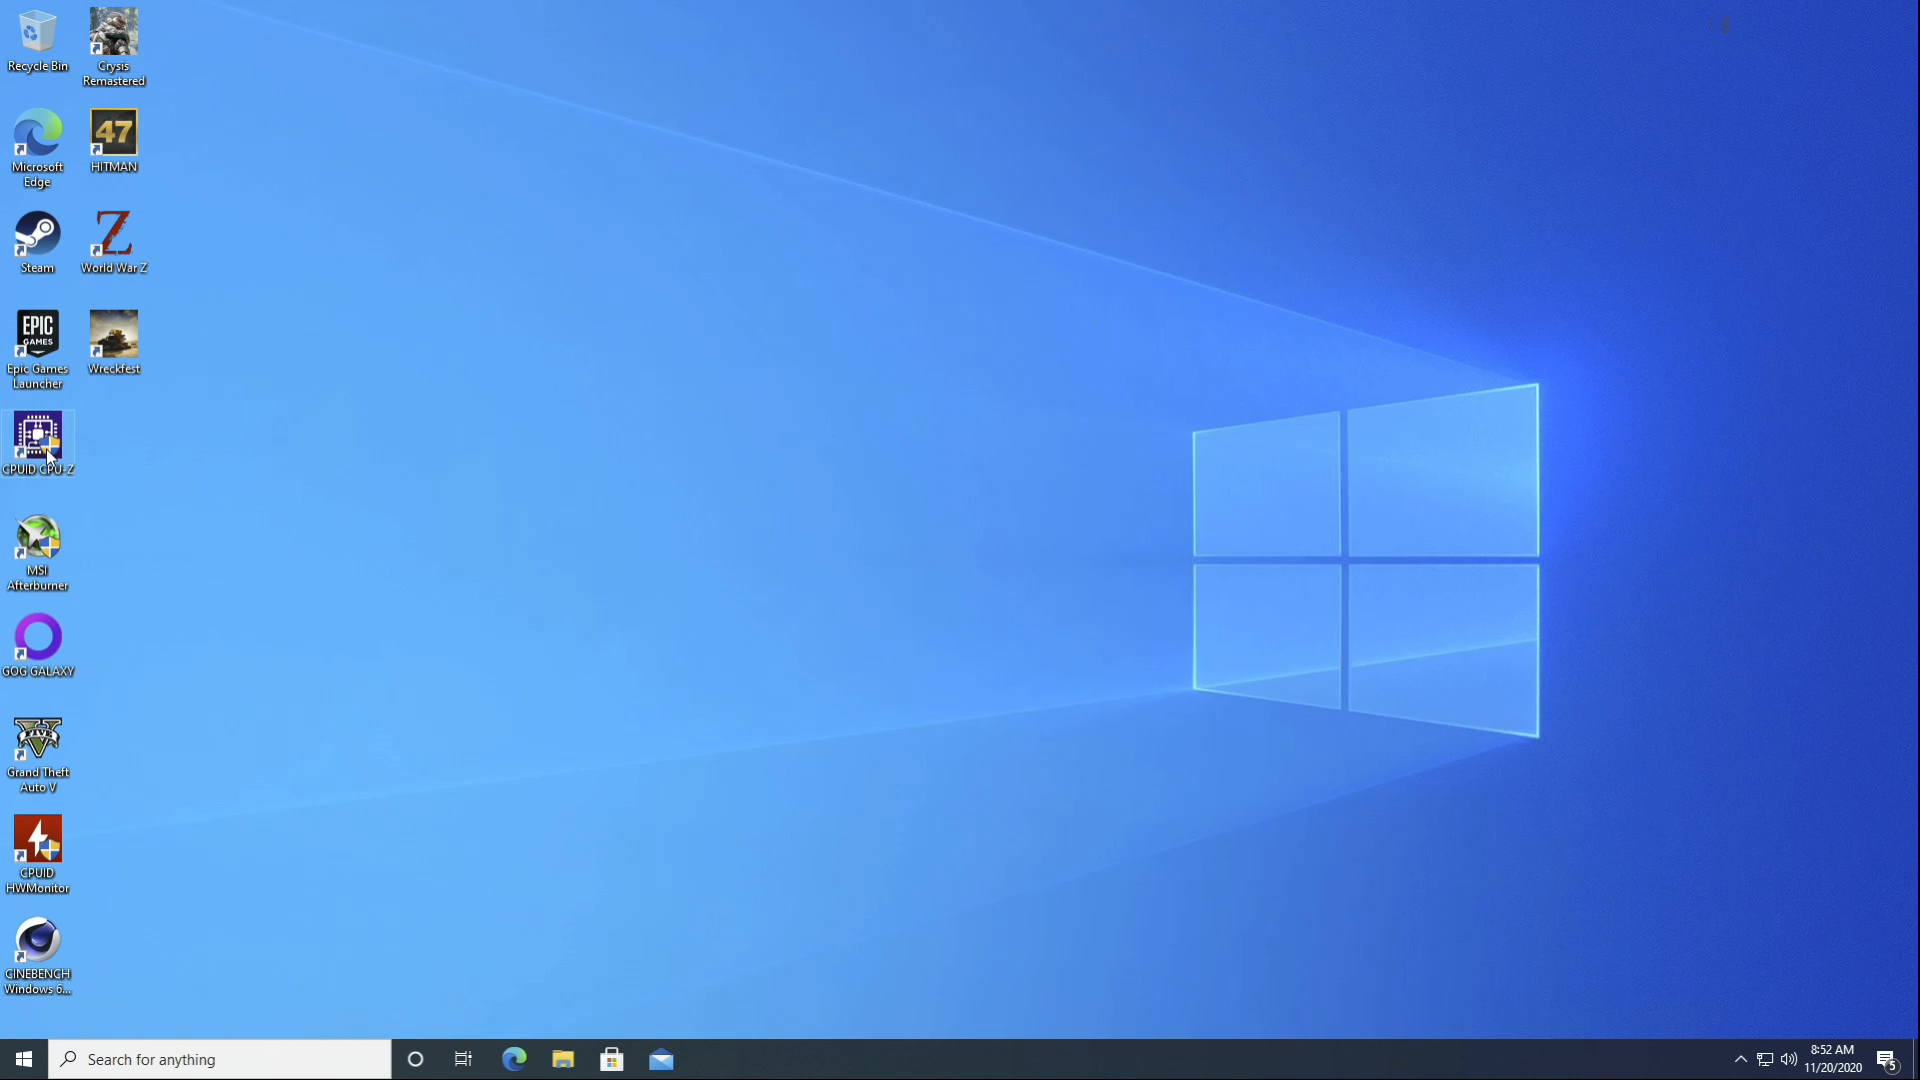 Recycle Bin
Crysis
Remastered
Microsoft
Edge
47
HITMAN
Steam
Z
World War Z
EPIC
GAMES
Epic Games
Launcher
Wreckfest
CPUID CPU-Z
MSI
Afterburner
GOG GALAXY
V
FIVE
Grand Theft
Auto V
CPUID
HWMonitor
CINEBENCH
Windows 6...
Search for anything
8:52 AM
11/20/2020
5